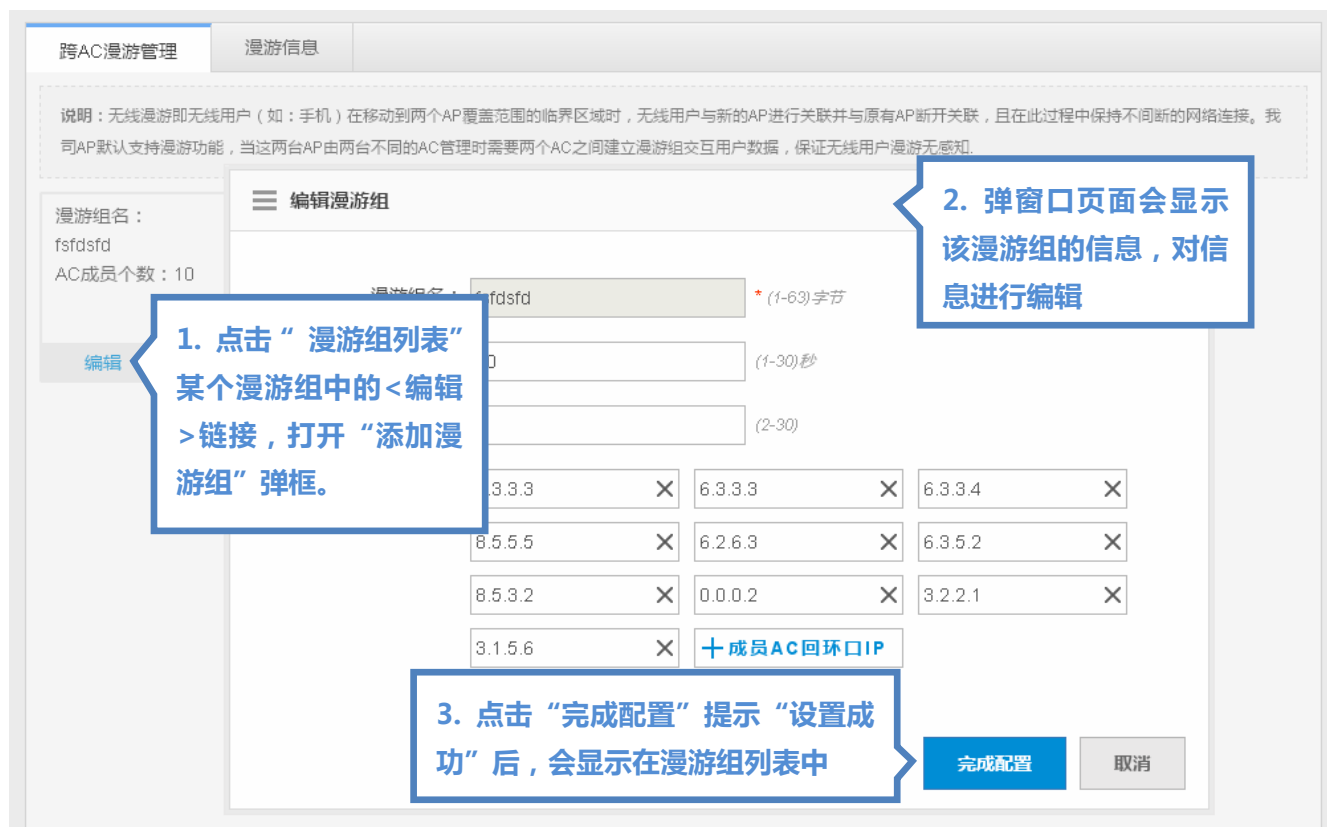 跨AC漫游管理
漫游信息
说明：无线漫游即无线用户（如：手机）在移动到两个AP覆盖范围的临界区域时，无线用户与新的AP进行关联并与原有AP断开关联，且在此过程中保持不间断的网络连接。我
司AP默认支持漫游功能，当这两台AP由两台不同的AC管理时需要两个AC之间建立漫游组交互用户数据，保证无线用户漫游无感知.
漫游组名：
fsfdsfd
AC成员个数：10
编辑
编辑漫游组
2. 弹窗口页面会显示
该漫游组的信息，对信
息进行编辑
漫游组名：
fsfdsfd
* (1-63)字节
1. 点击“ 漫游组列表”
某个漫游组中的<编辑
>链接，打开“添加漫
游组”弹框。
0
(1-30)秒
(2-30)
.3.3.3
6.3.3.3
6.3.3.4
8.5.5.5
6.2.6.3
6.3.5.2
8.5.3.2
0.0.0.2
3.2.2.1
3.1.5.6
成员AC回环口IP
3. 点击“完成配置”提示“设置成
功”后，会显示在漫游组列表中
完成配置
取消